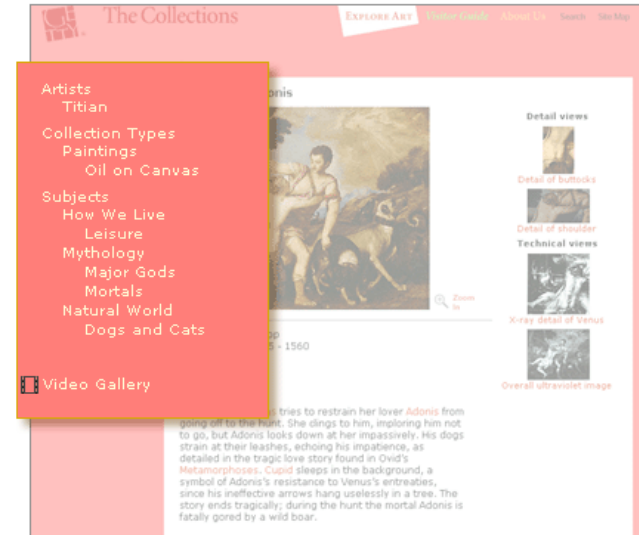 The Collections
EXPLORE ART Visitor Guide About Us Search Site Map
Artists
Titian
Collection Types
Paintings
Oil on Canvas
Subjects
How We Live
Leisure
Mythology
Major Gods
Mortals
Natural World
Dogs and Cats
Video Gallery
onis
Zoom
in
Detail views
Detail of buttocks
Detail of shoulder
Technical views
X-ray detail of Venus
Overall ultraviolet image
op
5 - 1560
s tries to restrain her lover Adonis from
going off to the hunt. She clings to him, imploring him not
to go, but Adonis looks down at her impassively. His dogs
strain at their leashes, echoing his impatience, as
detailed in the tragic love story found in Ovid's
Metamorphoses. Cupid sleeps in the background, a
symbol of Adonis's resistance to Venus's entreaties,
since his ineffective arrows hang uselessly in a tree. The
story ends tragically; during the hunt the mortal Adonis is
fatally gored by a wild boar.